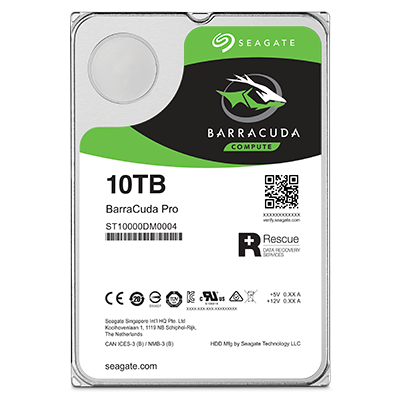 SEAGATE
BARRACUDA
COMPUTE
10TB
BarraCuda Pro
ST10000DM0004
XXXXXXXXXXXX
verify.seagate.com
R Rescue
DATA RECOVERY
SERVICES
+5V 0.XX A
+12V 0.XX A
Seagate Singapore Int'l HQ Pte. Ltd
Koolhovenlaan 1, 1119 NB Schiphol-Rijk,
The Netherlands
CAN ICES-3 (B) / NMB-3 (B)
HDD Mfg by Seagate Technology LLC
seagate.com